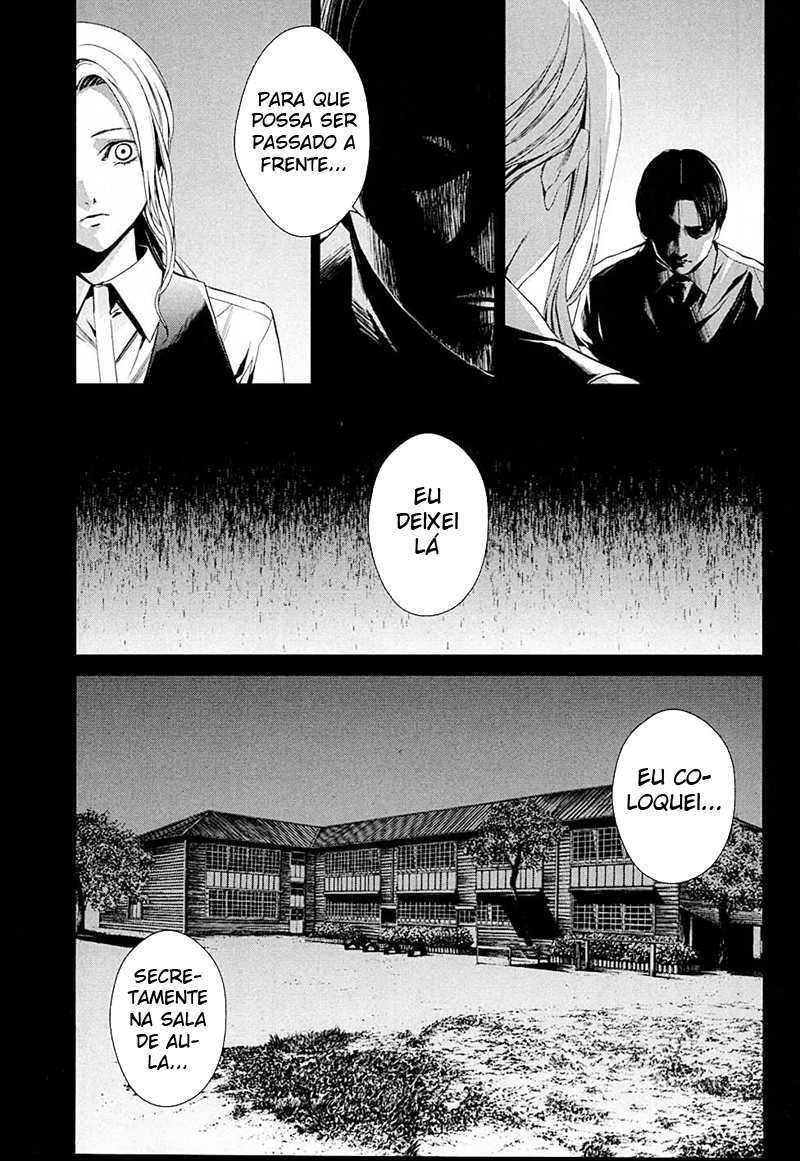 PARA QUE
POSSA SER
PASSADO A
FRENTE...
EU
DEIXEI
LÁ
EU CO-
LOQUEI...
SECRE-
TAMENTE
NA SALA
DE AU-
LA...